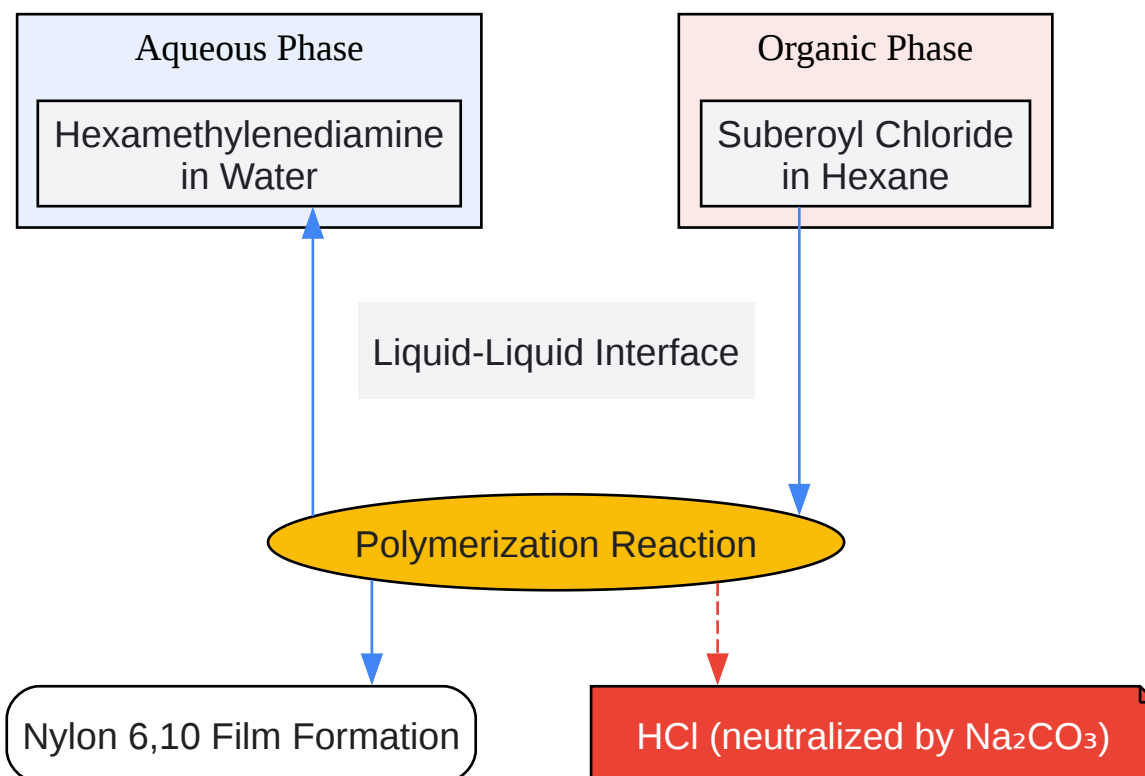 Aqueous Phase
Organic Phase
Hexamethylenediamine
in Water
Suberoyl Chloride
in Hexane
Liquid-Liquid Interface
Polymerization Reaction
Nylon 6,10 Film Formation
HCl (neutralized by Na₂CO₃)